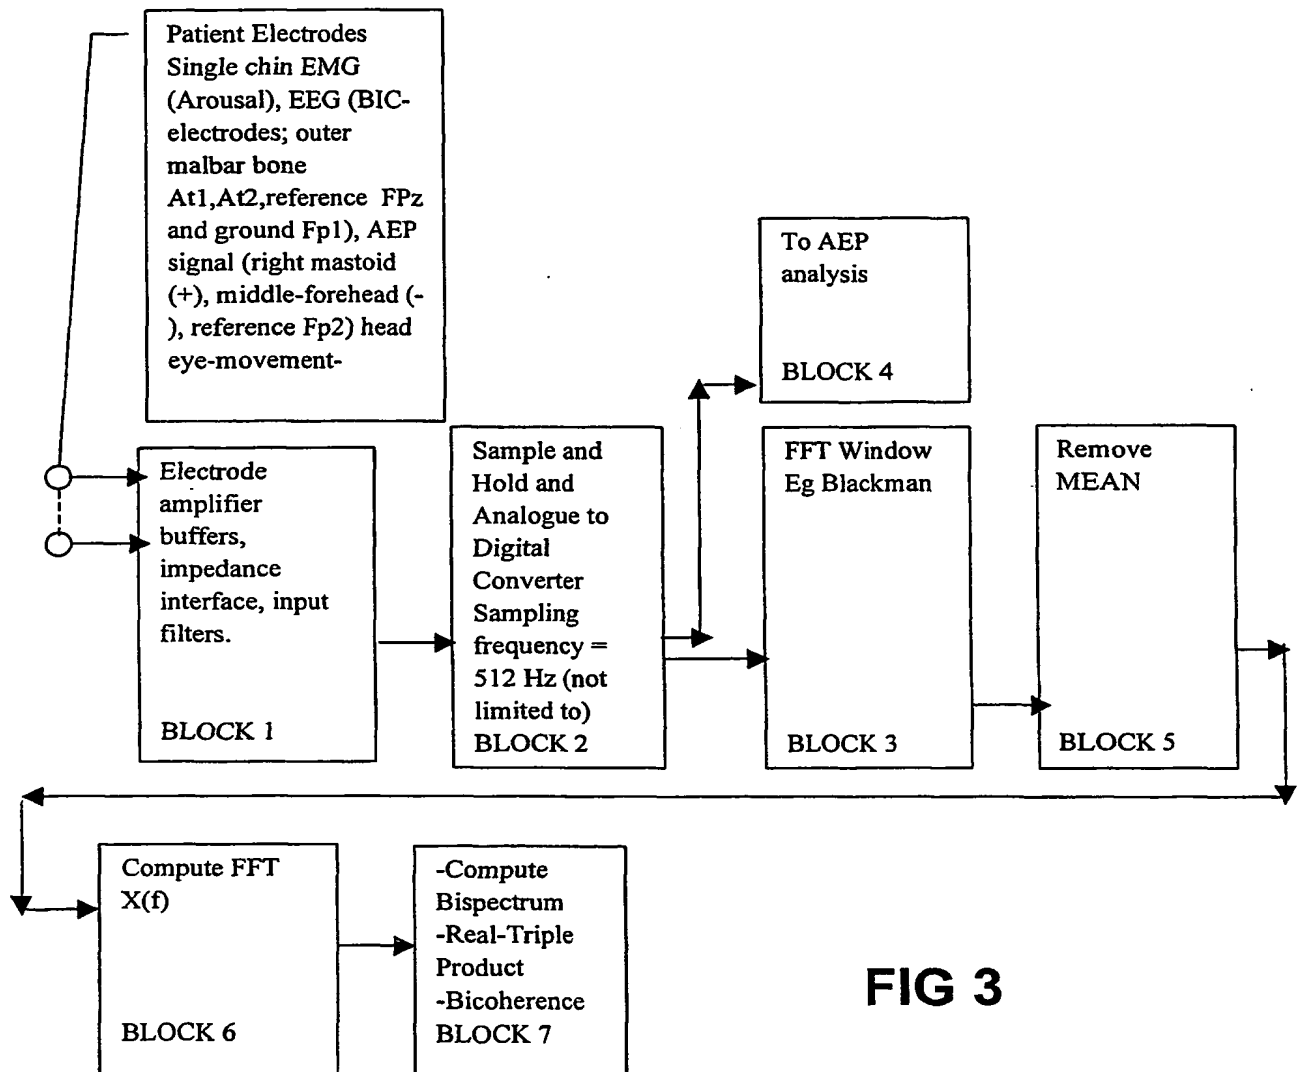 Patient Electrodes
Single chin EMG
(Arousal), EEG (BIC-
electrodes; outer
malbar bone
At1,At2,reference FPz
and ground Fp1), AEP
signal (right mastoid
(+), middle-forehead (-
), reference Fp2) head
eye-movement-
To AEP
analysis
BLOCK 4
Electrode
amplifier
buffers,
impedance
interface, input
filters.
BLOCK 1
Sample and
Hold and
Analogue to
Digital
Converter
Sampling
frequency =
512 Hz (not
limited to)
BLOCK 2
FFT Window
Eg Blackman
BLOCK 3
Remove
MEAN
BLOCK 5
Compute FFT
X(f)
BLOCK 6
-Compute
Bispectrum
-Real-Triple
Product
-Bicoherence
BLOCK 7
FIG 3